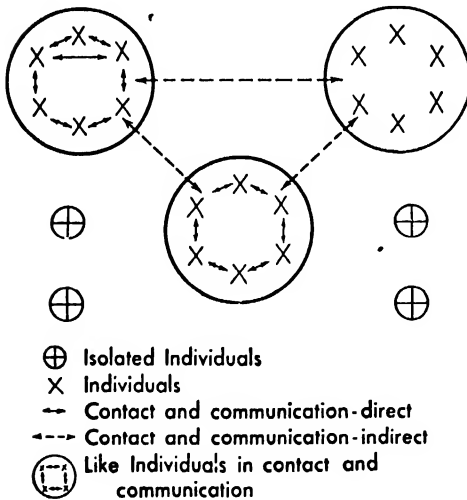 Isolated Individuals
X Individuals
Contact and communication-direct
Contact and communication-indirect
Like Individuals in contact and
communication